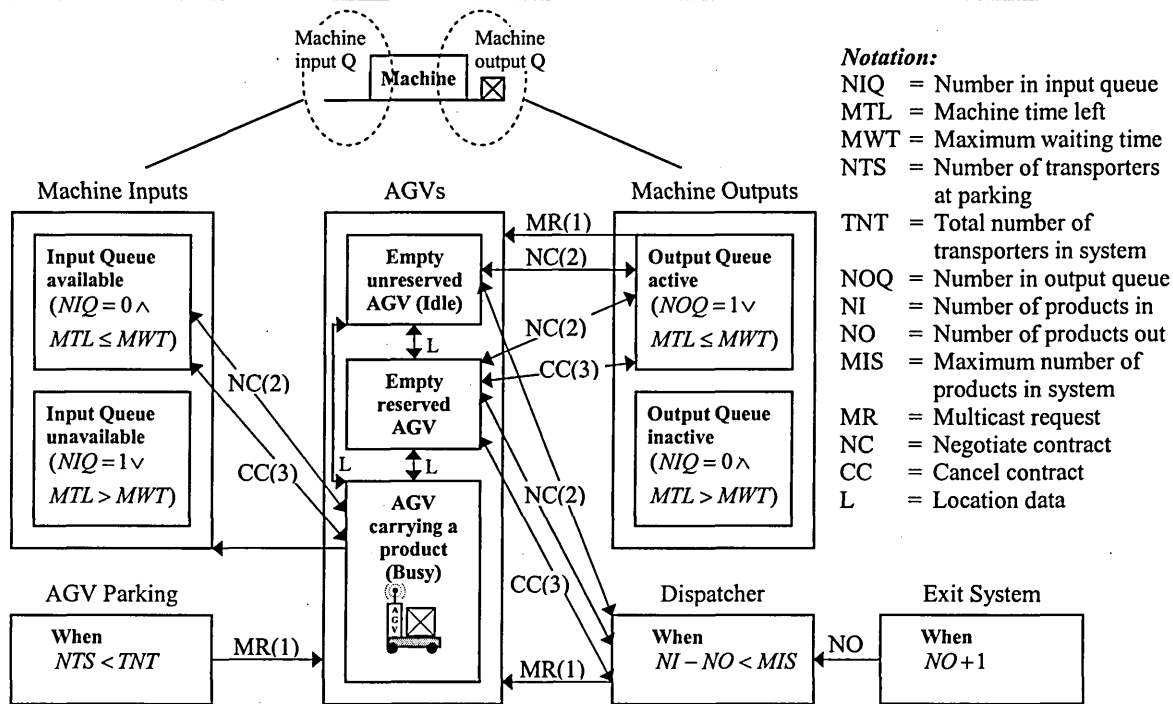 Machine
input Q
Machine
Machine
output Q
Notation:
NIQ = Number in input queue
MTL = Machine time left
MWT = Maximum waiting time
NTS = Number of transporters
at parking
TNT = Total number of
transporters in system
NOQ = Number in output queue
NI = Number of products in
NO = Number of products out
MIS = Maximum number of
products in system
MR = Multicast request
NC = Negotiate contract
CC = Cancel contract
L = Location data
Machine Inputs
Input Queue
available
(NIQ = 0 ∧
MTL ≤ MWT)
Input Queue
unavailable
(NIQ = 1 ∨
MTL > MWT)
NC(2)
CC(3)
AGVs
Empty
unreserved
AGV (Idle)
L
Empty
reserved
AGV
L
L
AGV
carrying a
product
(Busy)
AGV
MR(1)
NC(2)
NC(2)
CC(3)
NC(2)
CC(3)
Machine Outputs
Output Queue
active
(NOQ = 1 ∨
MTL ≤ MWT)
Output Queue
inactive
(NIQ = 0 ∧
MTL > MWT)
AGV Parking
When
NTS < TNT
MR(1)
MR(1)
Dispatcher
When
NI – NO < MIS
NO
Exit System
When
NO + 1